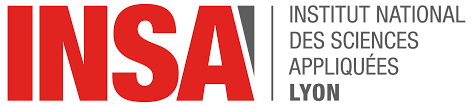 INSA
INSTITUT NATIONAL
DES SCIENCES
APPLIQUÉES
LYON